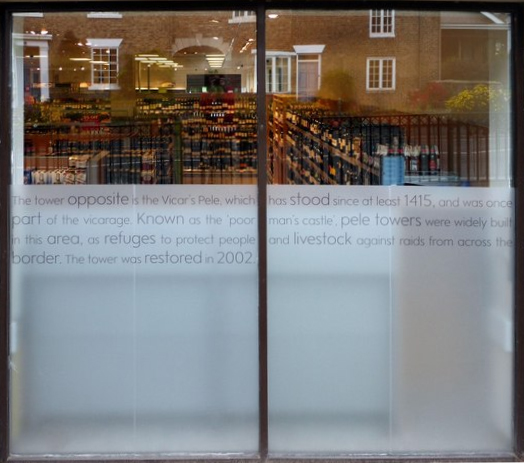 The tower opposite is the Vicar's Pele, which has stood since at least 1415, and was once
part of the vicarage. Known as the 'poor man's castle', pele towers were widely built
in this area, as refuges to protect people and livestock against raids from across the
border. The tower was restored in 2002.